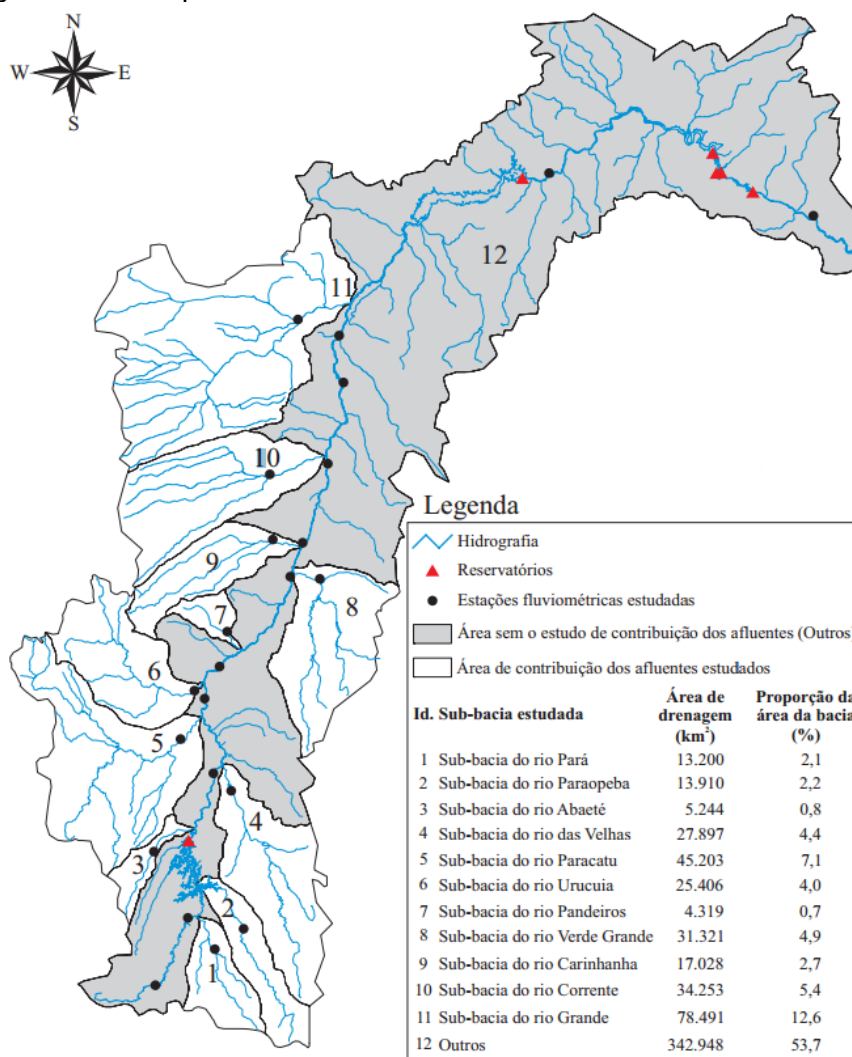 N
W E
S
12
11
10
9
8
7
6
5
4
3
2
1
Legenda
Hidrografia
Reservatórios
Estações fluviométricas estudadas
Área sem o estudo de contribuição dos afluentes (Outros)
Área de contribuição dos afluentes estudados
Id. Sub-bacia estudada Área de drenagem (km²) Proporção da área da bacia (%)
1 Sub-bacia do rio Pará 13.200 2,1
2 Sub-bacia do rio Paraopeba 13.910 2,2
3 Sub-bacia do rio Abaeté 5.244 0,8
4 Sub-bacia do rio das Velhas 27.897 4,4
5 Sub-bacia do rio Paracatu 45.203 7,1
6 Sub-bacia do rio Urucuia 25.406 4,0
7 Sub-bacia do rio Pandeiros 4.319 0,7
8 Sub-bacia do rio Verde Grande 31.321 4,9
9 Sub-bacia do rio Carinhanha 17.028 2,7
10 Sub-bacia do rio Corrente 34.253 5,4
11 Sub-bacia do rio Grande 78.491 12,6
12 Outros 342.948 53,7